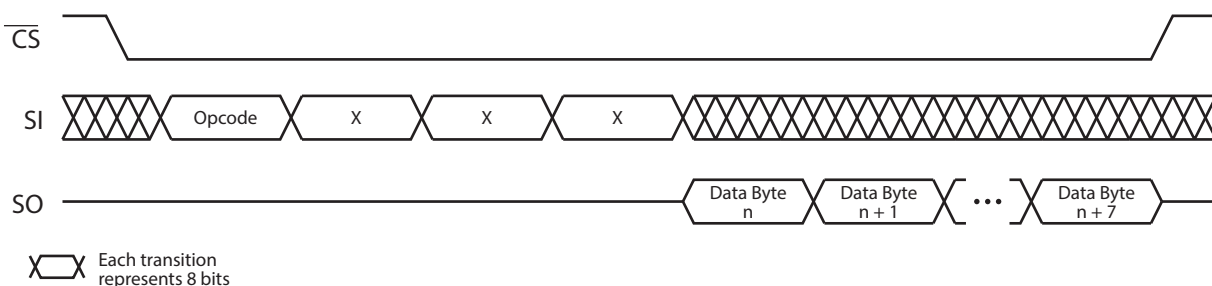 CS
SI
Opcode
X
X
X
SO
Data Byte
n
Data Byte
n + 1
•••
Data Byte
n + 7
Each transition
represents 8 bits